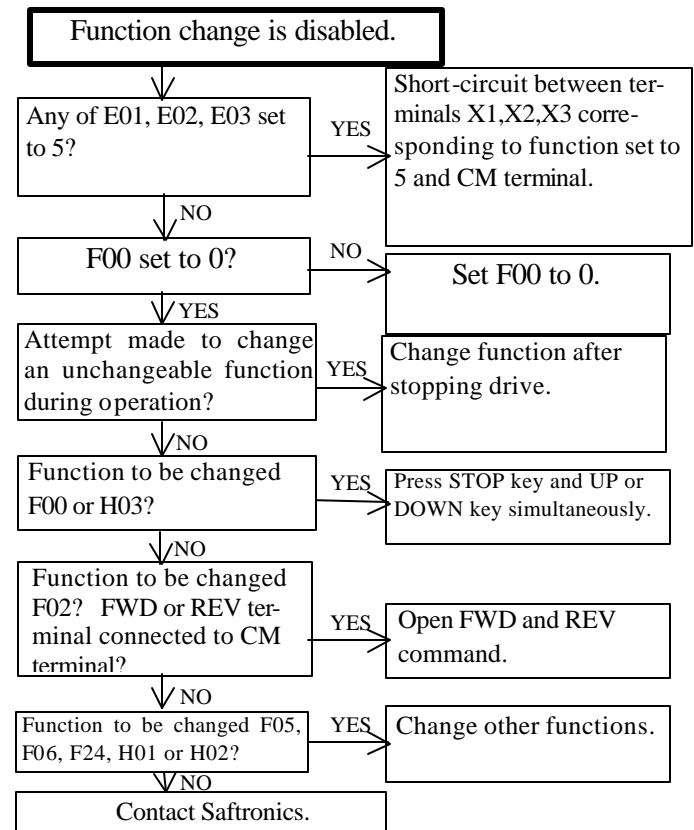 Function change is disabled.
Any of E01, E02, E03 set
to 5?
YES
Short-circuit between ter-
minals X1,X2,X3 corre-
sponding to function set to
5 and CM terminal.
NO
F00 set to 0?
NO
Set F00 to 0.
YES
Attempt made to change
an unchangeable function
during operation?
YES
Change function after
stopping drive.
NO
Function to be changed
F00 or H03?
YES
Press STOP key and UP or
DOWN key simultaneously.
NO
Function to be changed
F02? FWD or REV ter-
minal connected to CM
terminal?
YES
Open FWD and REV
command.
NO
Function to be changed F05,
F06, F24, H01 or H02?
YES
Change other functions.
NO
Contact Saftronics.